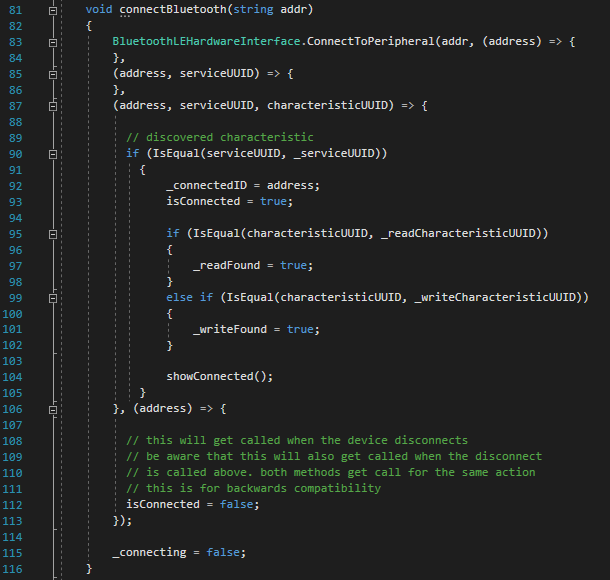 81 void connectBluetooth(string addr)
82 {
83 BluetoothLEHardwareInterface.ConnectToPeripheral(addr, (address) => {
84 },
85 (address, serviceUUID) => {
86 },
87 (address, serviceUUID, characteristicUUID) => {
88
89 // discovered characteristic
90 if (IsEqual(serviceUUID, _serviceUUID))
91 {
92 _connectedID = address;
93 isConnected = true;
94
95 if (IsEqual(characteristicUUID, _readCharacteristicUUID))
96 {
97 _readFound = true;
98 }
99 else if (IsEqual(characteristicUUID, _writeCharacteristicUUID))
100 {
101 _writeFound = true;
102 }
103
104 showConnected();
105 }
106 }, (address) => {
107
108 // this will get called when the device disconnects
109 // be aware that this will also get called when the disconnect
110 // is called above. both methods get call for the same action
111 // this is for backwards compatibility
112 isConnected = false;
113 });
114
115 _connecting = false;
116 }